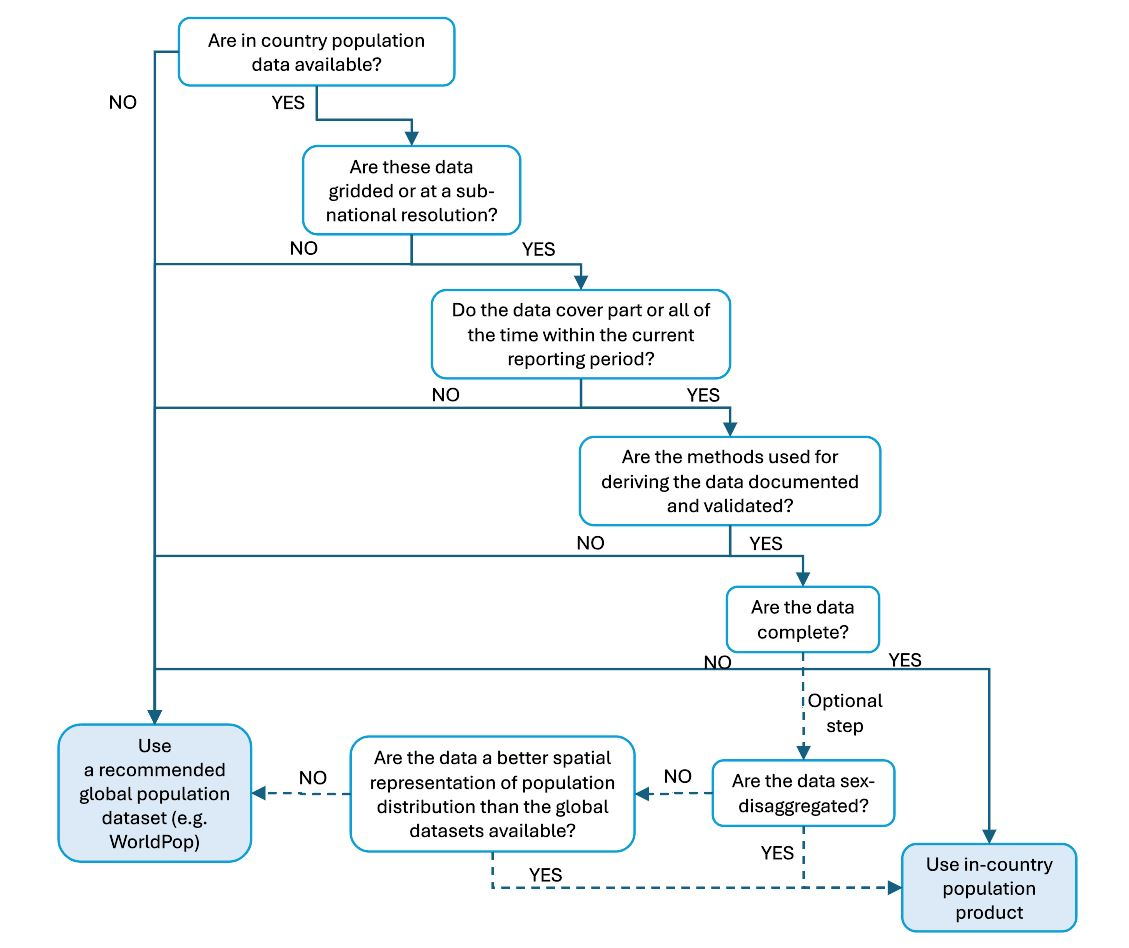 Are in country population
data available?
NO
YES
Are these data
gridded or at a sub-
national resolution?
NO
YES
Do the data cover part or all of
the time within the current
reporting period?
NO
YES
Are the methods used for
deriving the data documented
and validated?
NO
YES
Are the data
complete?
NO
YES
Optional
step
Use
a recommended
global population
dataset (e.g.
WorldPop)
NO
Are the data a better spatial
representation of population
distribution than the global
datasets available?
NO
Are the data sex-
disaggregated?
YES
YES
Use in-country
population
product